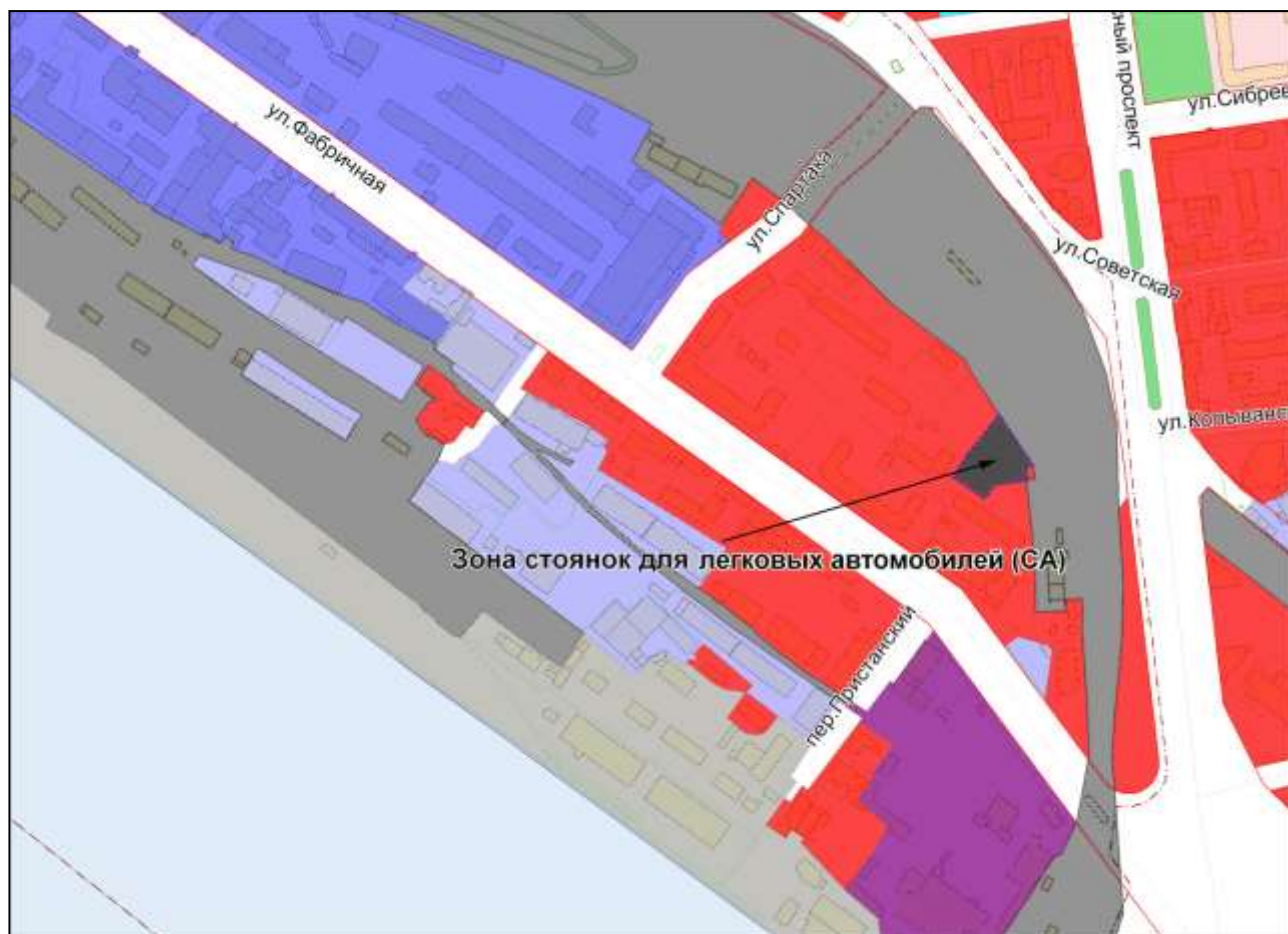 сный проспект
ул.Сибрев
ул.Фабричная
ул.Спартака
ул.Советская
ул.Колыванс
Зона стоянок для легковых автомобилей (СА)
пер.Пристанский